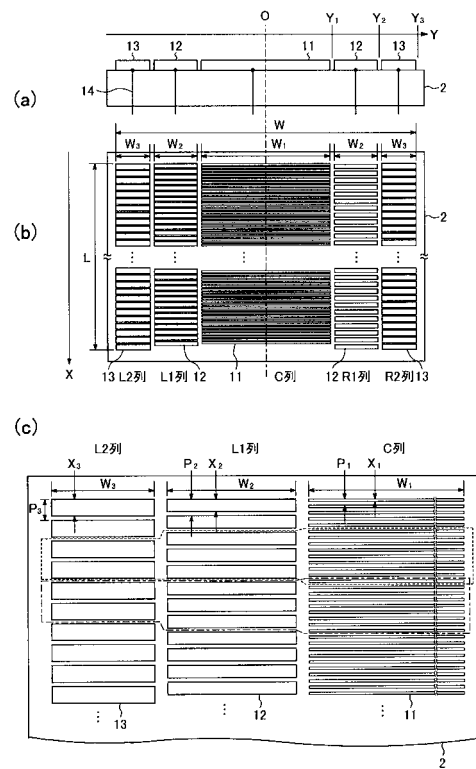 O Y₁ Y₂ Y₃
Y
13 12 11 12 13
(a)
14
2
W
W₃ W₂ W₁ W₂ W₃
2
(b)
L
X
13 L2列 L1列 12 11 C列 12 R1列 R2列 13
(c)
L2列 L1列 C列
X₃ W₃ P₂ X₂ W₂ P₁ X₁ W₁
P₃
13 12 11
2